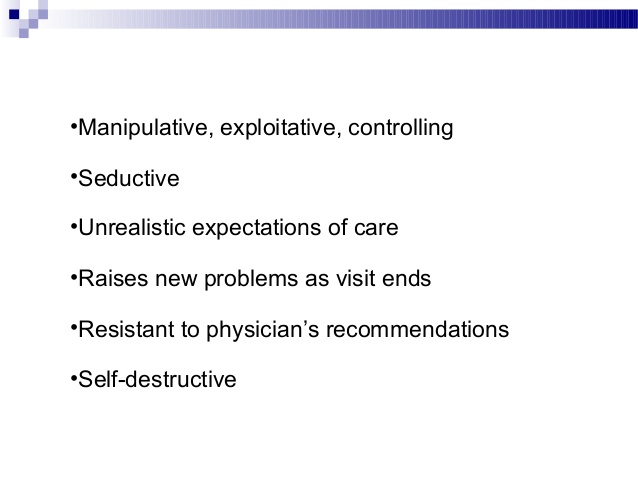 •Manipulative, exploitative, controlling
•Seductive
•Unrealistic expectations of care
•Raises new problems as visit ends
•Resistant to physician’s recommendations
•Self-destructive